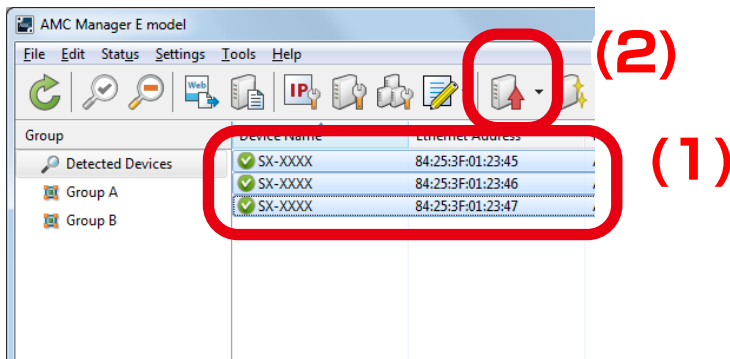 AMC Manager E model
File Edit Status Settings Tools Help
(2)
Web
IP
Group
Device Name Ethernet Address
Detected Devices
SX-XXXX 84:25:3F:01:23:45
(1)
Group A
SX-XXXX 84:25:3F:01:23:46
Group B
SX-XXXX 84:25:3F:01:23:47